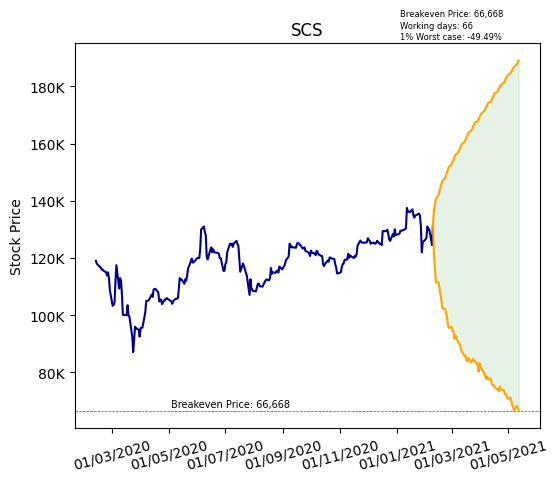 Breakeven Price: 66,668
Working days: 66
1% Worst case: -49.49%
SCS
Stock Price
180K
160K
140K
120K
100K
80K
Breakeven Price: 66,668
01/03/2020
01/05/2020
01/07/2020
01/09/2020
01/11/2020
01/01/2021
01/03/2021
01/05/2021